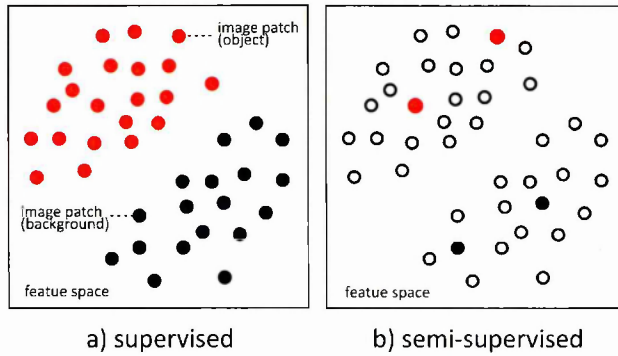 image patch
(object)
Image patch
(background)
featue space
featue space
a) supervised
b) semi-supervised